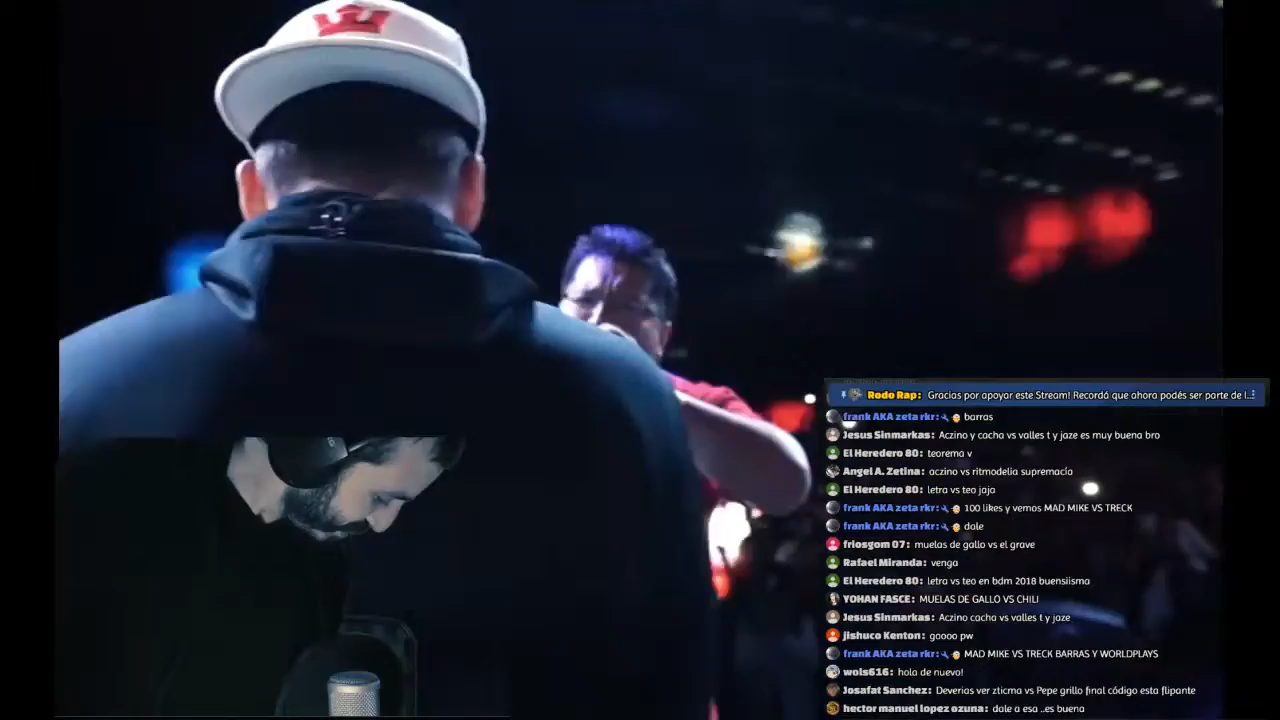 Rodo Rap: Gracias por apoyar este Stream! Recordá que ahora podés ser parte de l...
frank AKA zeta rkr: barras
Jesus Sinmarkas: Aczino y cacha vs valles t y jaze es muy buena bro
El Heredero 80: teorema v
Angel A. Zetina: aczino vs ritmodelia supremacía
El Heredero 80: letra vs teo jaja
frank AKA zeta rkr: 100 likes y vemos MAD MIKE VS TRECK
frank AKA zeta rkr: dale
friosgom 07: muelas de gallo vs el grave
Rafael Miranda: venga
El Heredero 80: letra vs teo en bdm 2018 buensiisma
YOHAN FASCE: MUELAS DE GALLO VS CHILI
Jesus Sinmarkas: Aczino cacha vs valles t y jaze
jishuco Kenton: goooo pw
frank AKA zeta rkr: MAD MIKE VS TRECK BARRAS Y WORLDPLAYS
wols616: hola de nuevo!
Josafat Sanchez: Deverias ver zticma vs Pepe grillo final código esta flipante
hector manuel lopez ozuna: dale a esa ..es buena